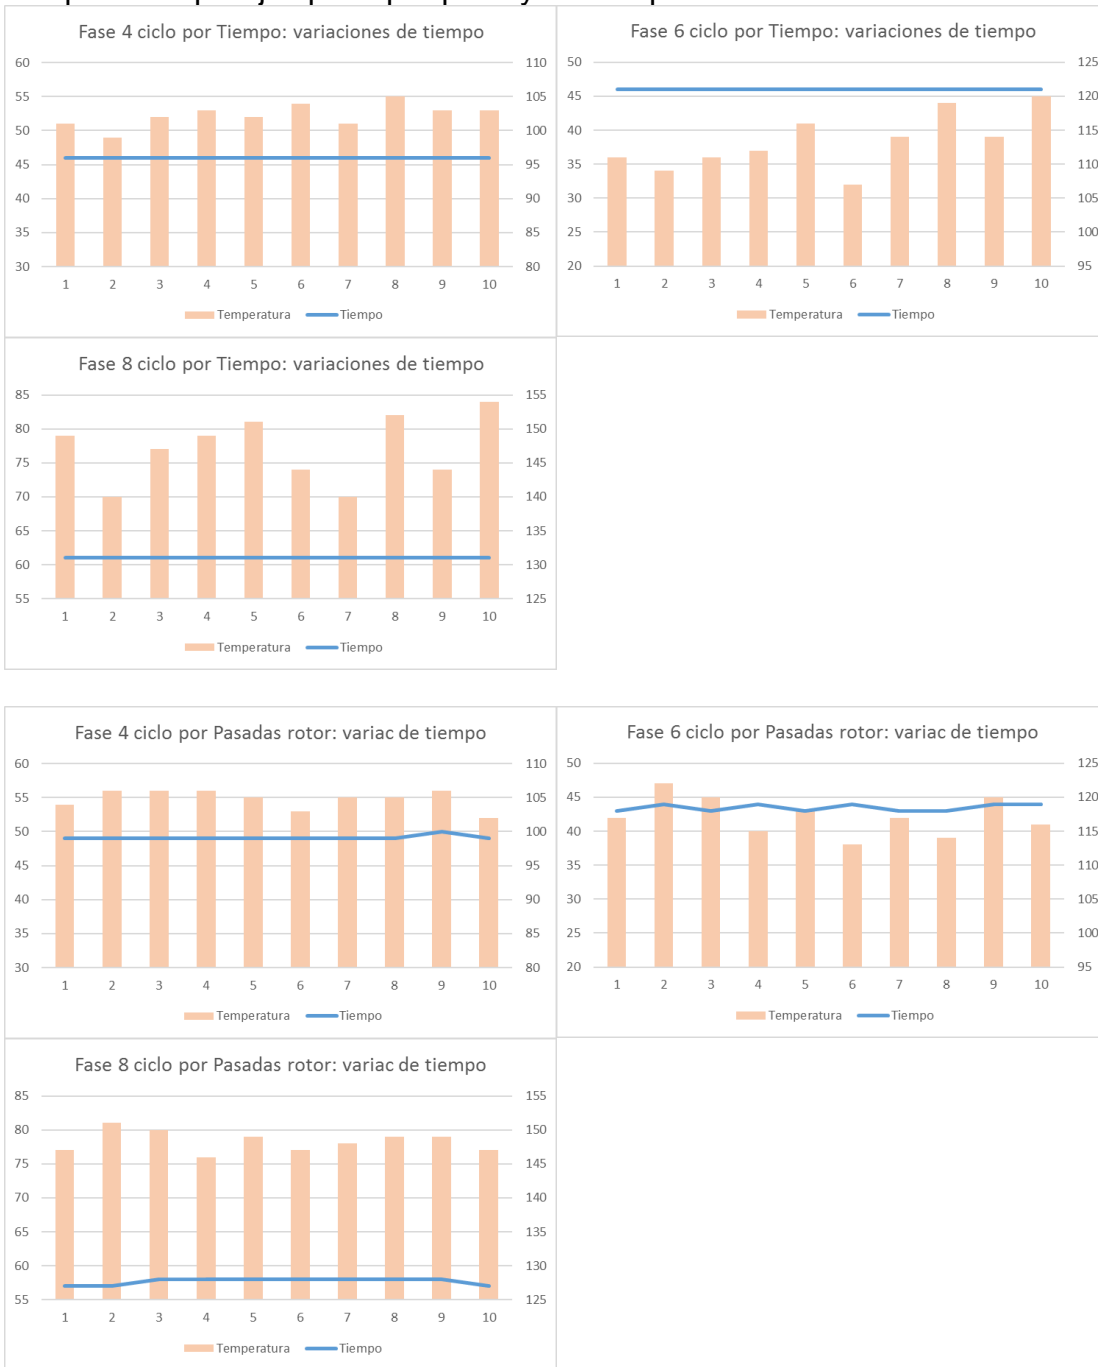 Fase 4 ciclo por Tiempo: variaciones de tiempo
60 110
55 105
50 100
45 95
40 90
35 85
30 80
1 2 3 4 5 6 7 8 9 10
Temperatura Tiempo
Fase 6 ciclo por Tiempo: variaciones de tiempo
50 125
45 120
40 115
35 110
30 105
25 100
20 95
1 2 3 4 5 6 7 8 9 10
Temperatura Tiempo
Fase 8 ciclo por Tiempo: variaciones de tiempo
85 155
80 150
75 145
70 140
65 135
60 130
55 125
1 2 3 4 5 6 7 8 9 10
Temperatura Tiempo
Fase 4 ciclo por Pasadas rotor: variac de tiempo
60 110
55 105
50 100
45 95
40 90
35 85
30 80
1 2 3 4 5 6 7 8 9 10
Temperatura Tiempo
Fase 6 ciclo por Pasadas rotor: variac de tiempo
50 125
45 120
40 115
35 110
30 105
25 100
20 95
1 2 3 4 5 6 7 8 9 10
Temperatura Tiempo
Fase 8 ciclo por Pasadas rotor: variac de tiempo
85 155
80 150
75 145
70 140
65 135
60 130
55 125
1 2 3 4 5 6 7 8 9 10
Temperatura Tiempo